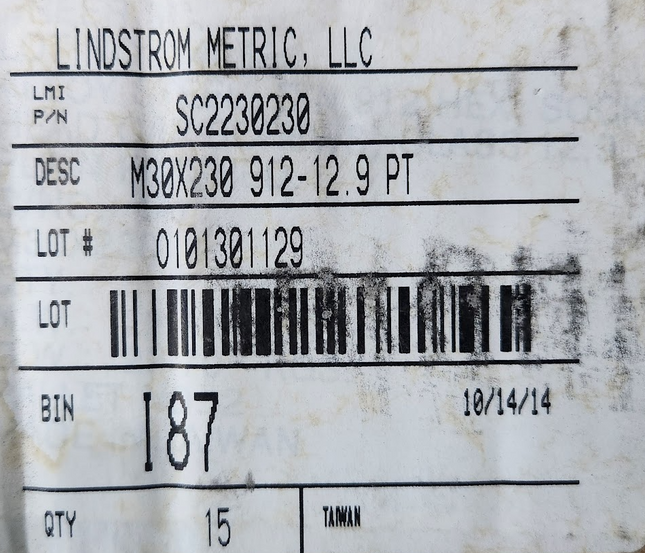 LINDSTROM METRIC, LLC
LMI
P/N SC2230230
DESC M30X230 912-12.9 PT
LOT # 0101301129
LOT
BIN I87 10/14/14
QTY 15 TAIWAN